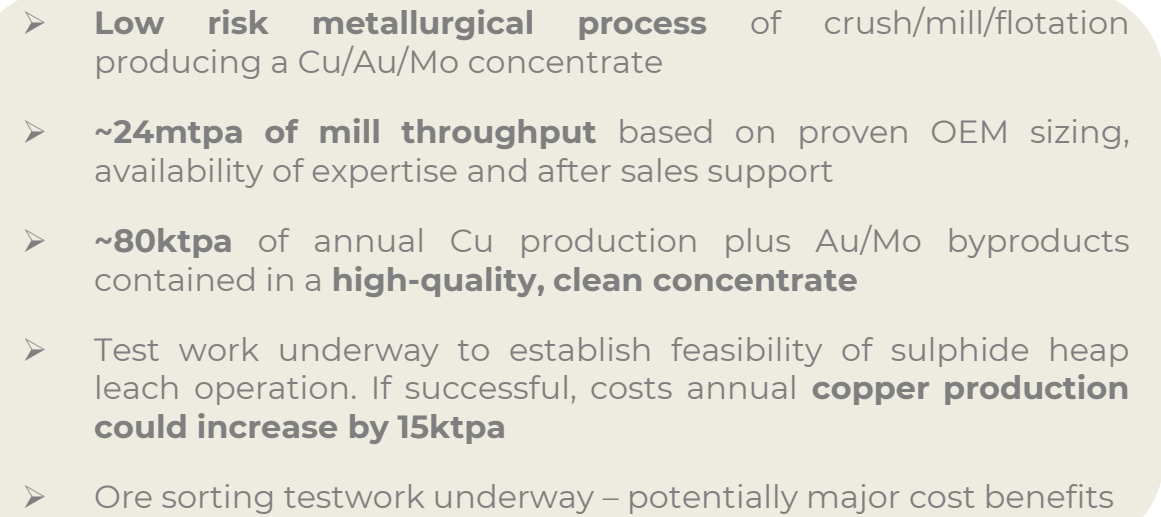 ➢ Low risk metallurgical process of crush/mill/flotation
producing a Cu/Au/Mo concentrate
➢ ~24mtpa of mill throughput based on proven OEM sizing,
availability of expertise and after sales support
➢ ~80ktpa of annual Cu production plus Au/Mo byproducts
contained in a high-quality, clean concentrate
➢ Test work underway to establish feasibility of sulphide heap
leach operation. If successful, costs annual copper production
could increase by 15ktpa
➢ Ore sorting testwork underway – potentially major cost benefits